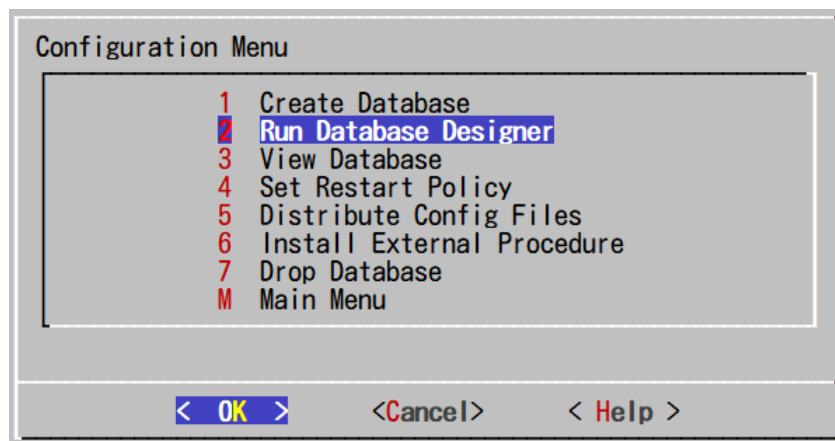 Configuration Menu
1 Create Database
2 Run Database Designer
3 View Database
4 Set Restart Policy
5 Distribute Config Files
6 Install External Procedure
7 Drop Database
M Main Menu
< OK > <Cancel> < Help >